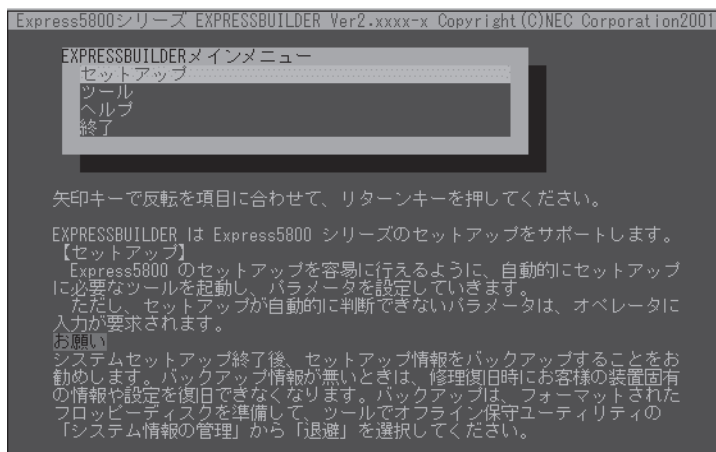 Express5800シリーズ EXPRESSBUILDER Ver2.xxxx-x Copyright(C)NEC Corporation2001
EXPRESSBUILDERメインメニュー
セットアップ
ツール
ヘルプ
終了
矢印キーで反転を項目に合わせて、リターンキーを押してください。
EXPRESSBUILDER は Express5800 シリーズのセットアップをサポートします。
【セットアップ】
Express5800 のセットアップを容易に行えるように、自動的にセットアップ
に必要なツールを起動し、パラメータを設定していきます。
ただし、セットアップが自動的に判断できないパラメータは、オペレータに
入力が要求されます。
お願い
システムセットアップ終了後、セットアップ情報をバックアップすることをお
勧めします。バックアップ情報が無いときは、修理復旧時にお客様の装置固有
の情報や設定を復旧できなくなります。バックアップは、フォーマットされた
フロッピーディスクを準備して、ツールでオフライン保守ユーティリティの
「システム情報の管理」から「退避」を選択してください。